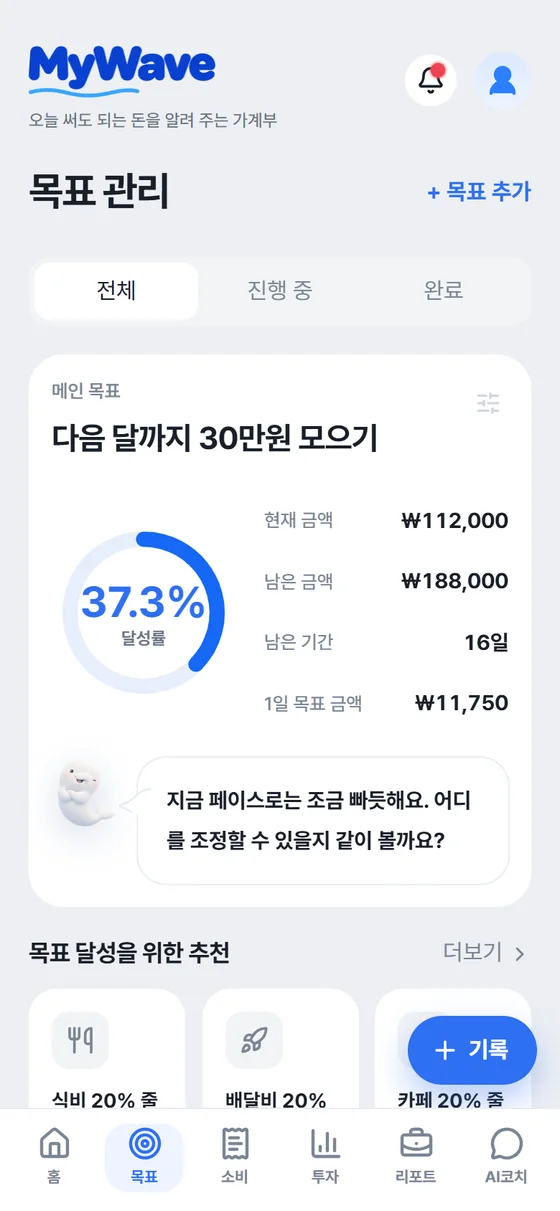 MyWave
오늘 써도 되는 돈을 알려 주는 가계부
목표 관리
+ 목표 추가
전체
진행 중
완료
메인 목표
다음 달까지 30만원 모으기
37.3%
달성률
현재 금액
₩112,000
남은 금액
₩188,000
남은 기간
16일
1일 목표 금액
₩11,750
지금 페이스로는 조금 빠듯해요. 어디
를 조정할 수 있을지 같이 볼까요?
목표 달성을 위한 추천
더보기
식비 20% 줄
배달비 20%
카페 20% 줄
+ 기록
홈
목표
소비
투자
리포트
AI코치